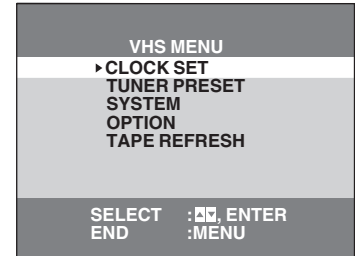 VHS MENU
▶CLOCK SET
TUNER PRESET
SYSTEM
OPTION
TAPE REFRESH
SELECT :▲▼, ENTER
END :MENU